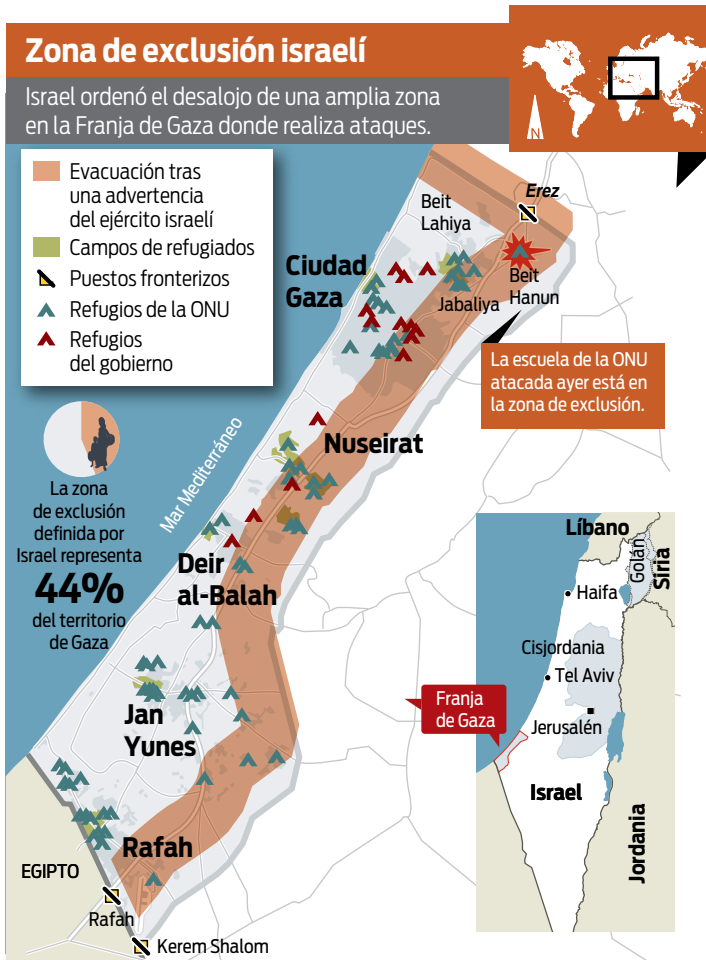 Zona de exclusión israelí
Israel ordenó el desalojo de una amplia zona
en la Franja de Gaza donde realiza ataques.
N
Evacuación tras
una advertencia
del ejército israelí
Campos de refugiados
Puestos fronterizos
Refugios de la ONU
Refugios
del gobierno
Erez
Beit
Lahiya
Ciudad
Gaza
Beit
Hanun
Jabaliya
La escuela de la ONU
atacada ayer está en
la zona de exclusión.
Mar Mediterráneo
Nuseirat
La zona
de exclusión
definida por
Israel representa
44%
del territorio
de Gaza
Deir
al-Balah
Jan
Yunes
Rafah
EGIPTO
Rafah
Kerem Shalom
Líbano
Golán
Siria
Haifa
Cisjordania
Tel Aviv
Franja
de Gaza
Jerusalén
Israel
Jordania